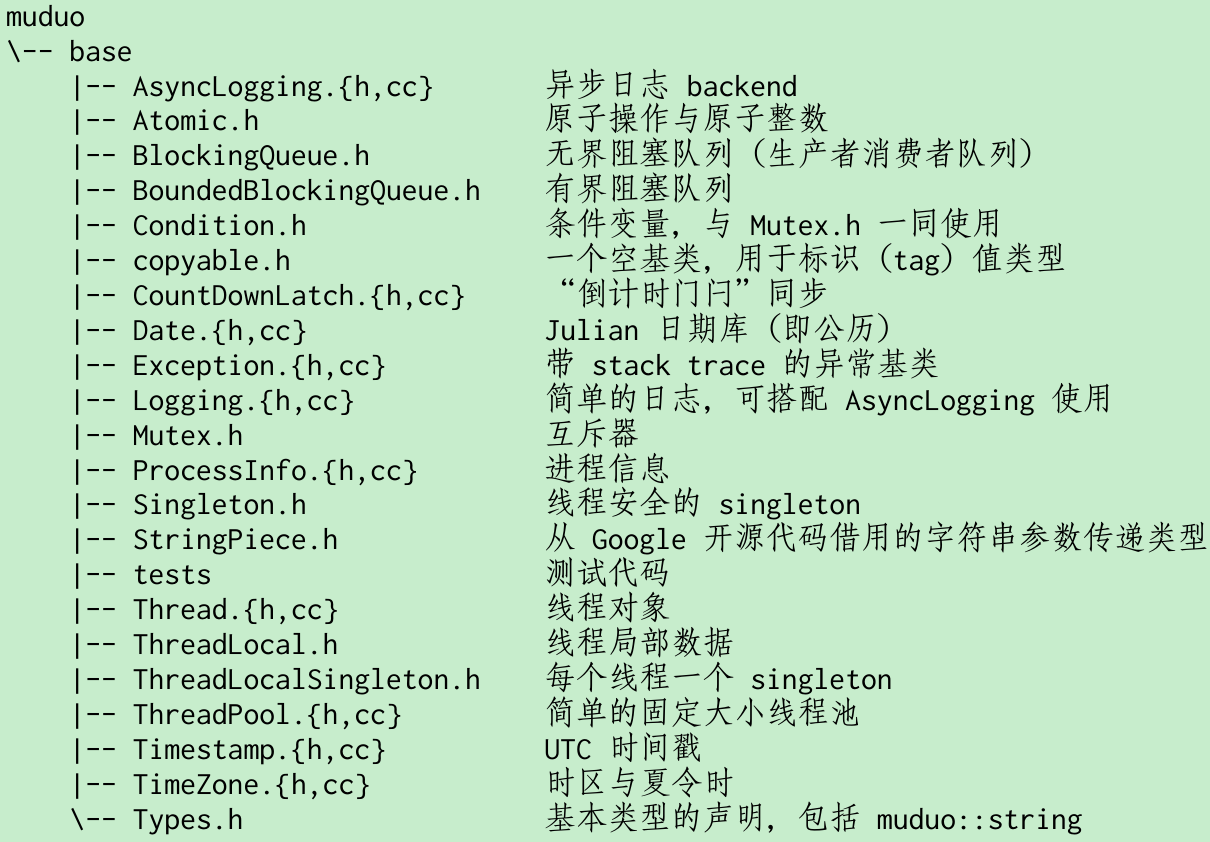 muduo
\-- base
    |-- AsyncLogging.{h,cc}       异步日志 backend
    |-- Atomic.h                  原子操作与原子整数
    |-- BlockingQueue.h           无界阻塞队列（生产者消费者队列）
    |-- BoundedBlockingQueue.h    有界阻塞队列
    |-- Condition.h               条件变量，与 Mutex.h 一同使用
    |-- copyable.h                一个空基类，用于标识（tag）值类型
    |-- CountDownLatch.{h,cc}     “倒计时门闩”同步
    |-- Date.{h,cc}               Julian 日期库（即公历）
    |-- Exception.{h,cc}          带 stack trace 的异常基类
    |-- Logging.{h,cc}            简单的日志，可搭配 AsyncLogging 使用
    |-- Mutex.h                   互斥器
    |-- ProcessInfo.{h,cc}        进程信息
    |-- Singleton.h               线程安全的 singleton
    |-- StringPiece.h             从 Google 开源代码借用的字符串参数传递类型
    |-- tests                     测试代码
    |-- Thread.{h,cc}             线程对象
    |-- ThreadLocal.h             线程局部数据
    |-- ThreadLocalSingleton.h    每个线程一个 singleton
    |-- ThreadPool.{h,cc}         简单的固定大小线程池
    |-- Timestamp.{h,cc}          UTC 时间戳
    |-- TimeZone.{h,cc}           时区与夏令时
    \-- Types.h                   基本类型的声明，包括 muduo::string